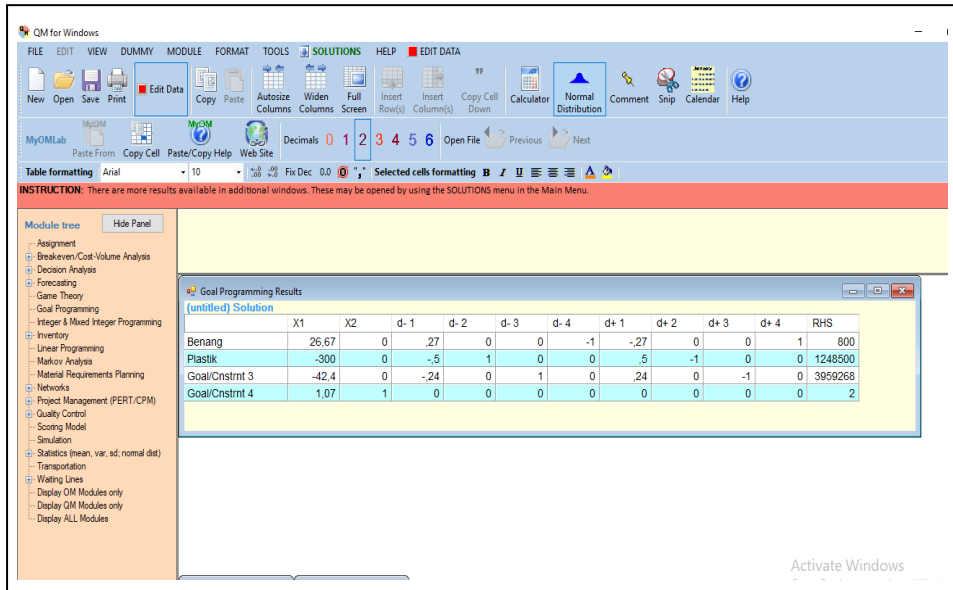 QM for Windows
FILE EDIT VIEW DUMMY MODULE FORMAT TOOLS SOLUTIONS HELP EDIT DATA
New Open Save Print Edit Data Copy Paste Autosize Columns Widen Columns Full Screen Insert Row(s) Insert Column(s) Copy Cell Down Calculator Normal Distribution Comment Snip Calendar Help
MyOMLab Paste From Copy Cell Paste/Copy Help Web Site Decimals 0 1 2 3 4 5 6 Open File Previous Next
Table formatting Arial 10 Fix Dec 0.0 0 "," Selected cells formatting B I U A
INSTRUCTION: There are more results available in additional windows. These may be opened by using the SOLUTIONS menu in the Main Menu.
Module tree Hide Panel
Assignment
Breakeven/Cost-Volume Analysis
Decision Analysis
Forecasting
Game Theory
Goal Programming
Integer & Mixed Integer Programming
Inventory
Linear Programming
Markov Analysis
Material Requirements Planning
Networks
Project Management (PERT/CPM)
Quality Control
Scoring Model
Simulation
Statistics (mean, var, sd; normal dist)
Transportation
Waiting Lines
Display OM Modules only
Display QM Modules only
Display ALL Modules
Goal Programming Results
(untitled) Solution
X1 X2 d- 1 d- 2 d- 3 d- 4 d+ 1 d+ 2 d+ 3 d+ 4 RHS
Benang 26,67 0 ,27 0 0 -1 -,27 0 0 1 800
Plastik -300 0 -,5 1 0 0 ,5 -1 0 0 1248500
Goal/Cnstrnt 3 -42,4 0 -,24 0 1 0 ,24 0 -1 0 3959268
Goal/Cnstrnt 4 1,07 1 0 0 0 0 0 0 0 0 2
Activate Windows